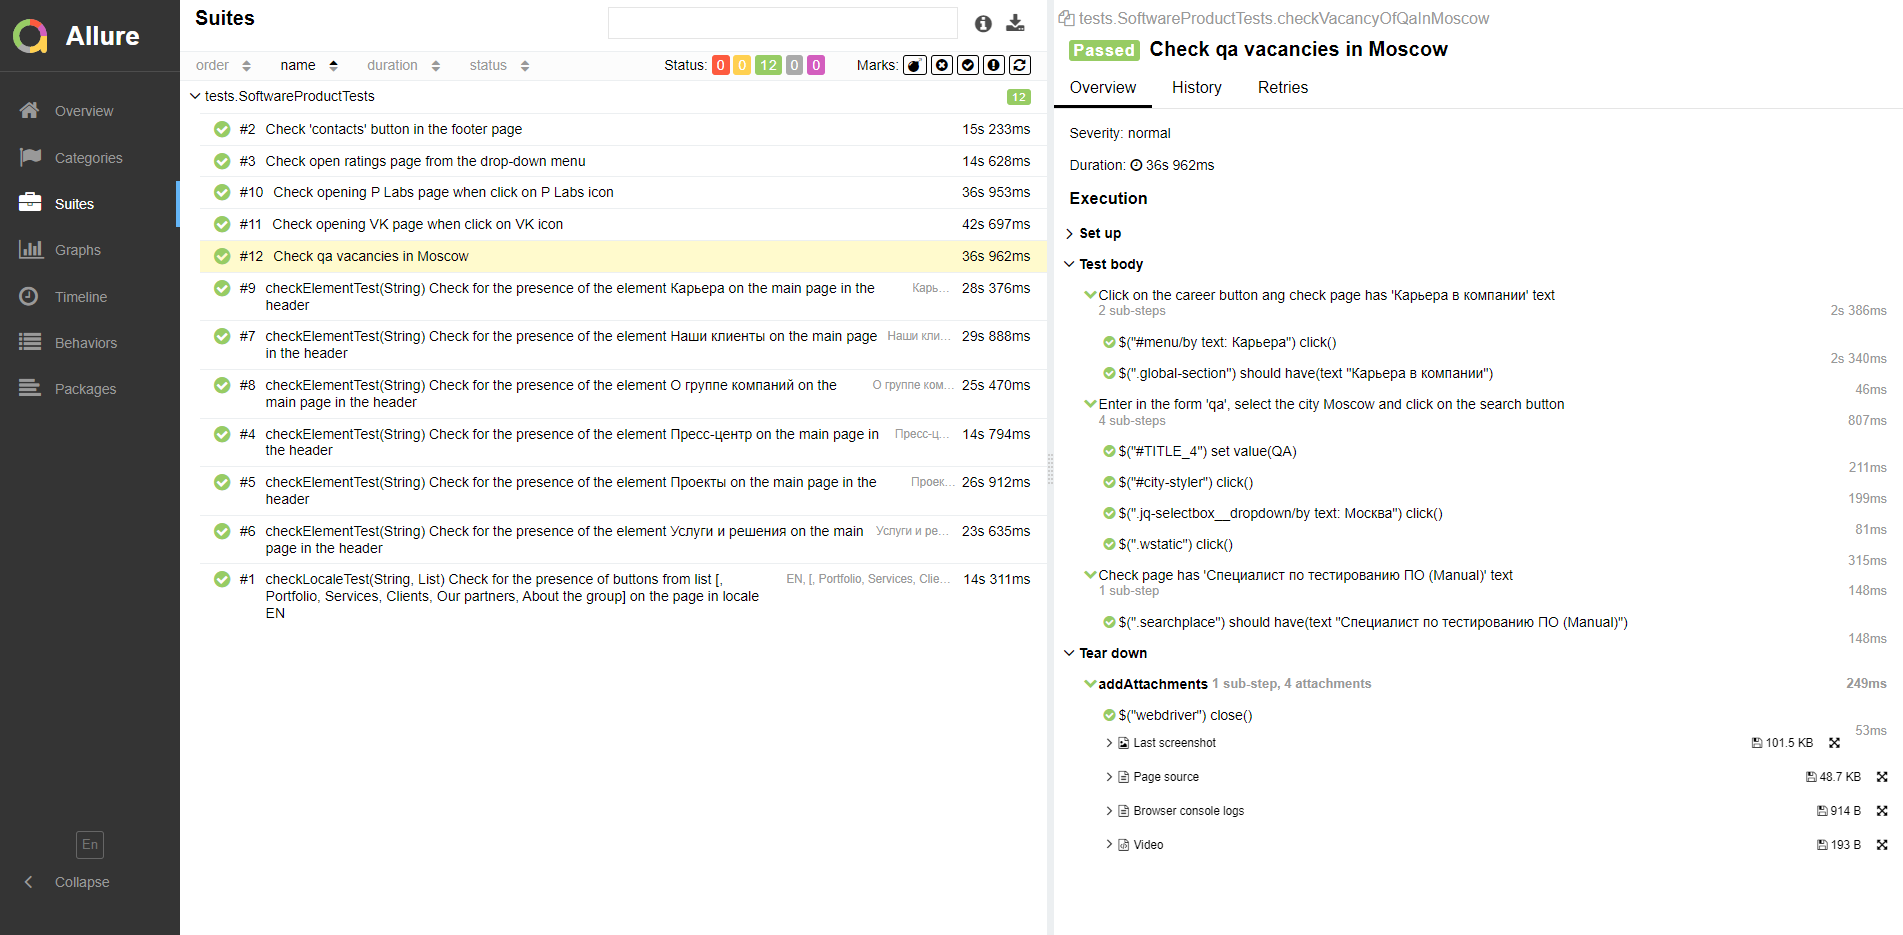 Allure
Overview
Categories
Suites
Graphs
Timeline
Behaviors
Packages
En
Collapse
Suites
order name duration status Status: 0 0 12 0 0 Marks:
tests.SoftwareProductTests 12
#2 Check 'contacts' button in the footer page 15s 233ms
#3 Check open ratings page from the drop-down menu 14s 628ms
#10 Check opening P Labs page when click on P Labs icon 36s 953ms
#11 Check opening VK page when click on VK icon 42s 697ms
#12 Check qa vacancies in Moscow 36s 962ms
#9 checkElementTest(String) Check for the presence of the element Карьера on the main page in the Карь... 28s 376ms
header
#7 checkElementTest(String) Check for the presence of the element Наши клиенты on the main page Наши кли... 29s 888ms
in the header
#8 checkElementTest(String) Check for the presence of the element О группе компаний on the О группе ком... 25s 470ms
main page in the header
#4 checkElementTest(String) Check for the presence of the element Пресс-центр on the main page in Пресс-ц... 14s 794ms
the header
#5 checkElementTest(String) Check for the presence of the element Проекты on the main page in the Проек... 26s 912ms
header
#6 checkElementTest(String) Check for the presence of the element Услуги и решения on the main Услуги и ре... 23s 635ms
page in the header
#1 checkLocaleTest(String, List) Check for the presence of buttons from list [, EN, [, Portfolio, Services, Clie... 14s 311ms
Portfolio, Services, Clients, Our partners, About the group] on the page in locale
EN
tests.SoftwareProductTests.checkVacancyOfQaInMoscow
Passed Check qa vacancies in Moscow
Overview History Retries
Severity: normal
Duration: 36s 962ms
Execution
Set up
Test body
Click on the career button ang check page has 'Карьера в компании' text
2 sub-steps 2s 386ms
$("#menu/by text: Карьера") click()
2s 340ms
$(".global-section") should have(text "Карьера в компании")
46ms
Enter in the form 'qa', select the city Moscow and click on the search button
4 sub-steps 807ms
$("#TITLE_4") set value(QA)
211ms
$("#city-styler") click()
199ms
$(".jq-selectbox__dropdown/by text: Москва") click()
81ms
$(".wstatic") click()
315ms
Check page has 'Специалист по тестированию ПО (Manual)' text
1 sub-step 148ms
$(".searchplace") should have(text "Специалист по тестированию ПО (Manual)")
148ms
Tear down
addAttachments 1 sub-step, 4 attachments 249ms
$("webdriver") close()
53ms
Last screenshot 101.5 KB
Page source 48.7 KB
Browser console logs 914 B
Video 193 B